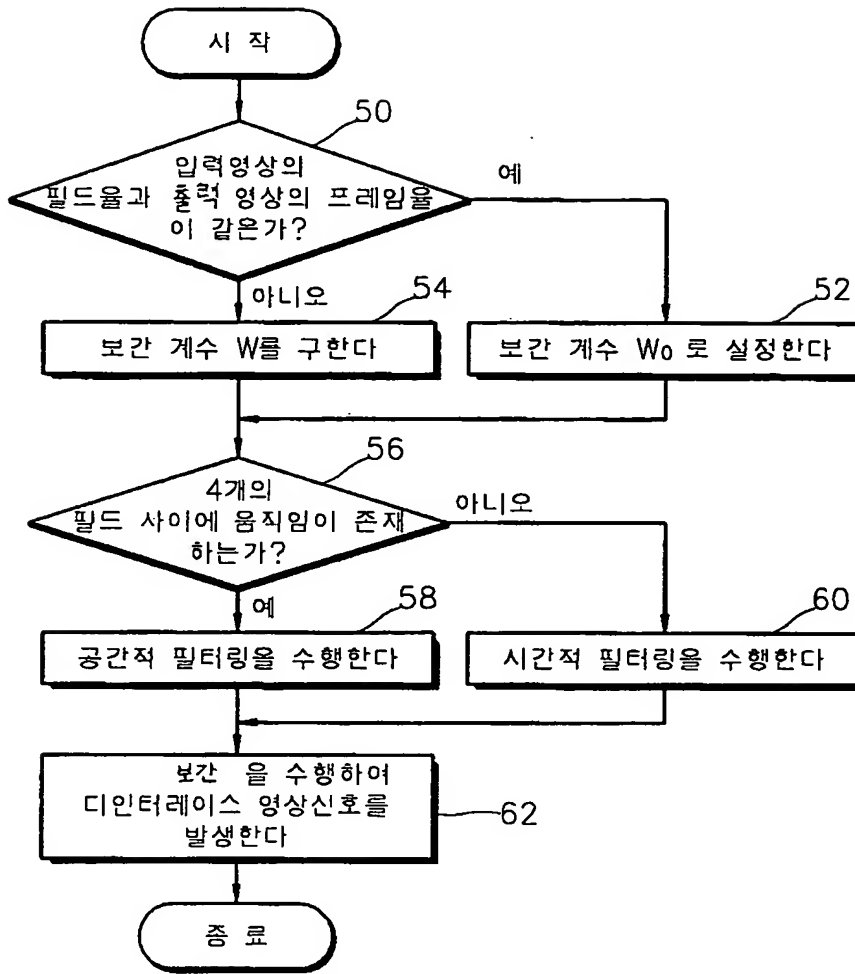 시 작
50
입력영상의
필드율과 출력 영상의 프레임율
이 같은가?
예
아니오
54
52
보간 계수 W를 구한다
보간 계수 W₀ 로 설정한다
56
4개의
필드 사이에 움직임이 존재
하는가?
아니오
예
58
60
공간적 필터링을 수행한다
시간적 필터링을 수행한다
보간 을 수행하여
디인터레이스 영상신호를
발생한다
62
종 료